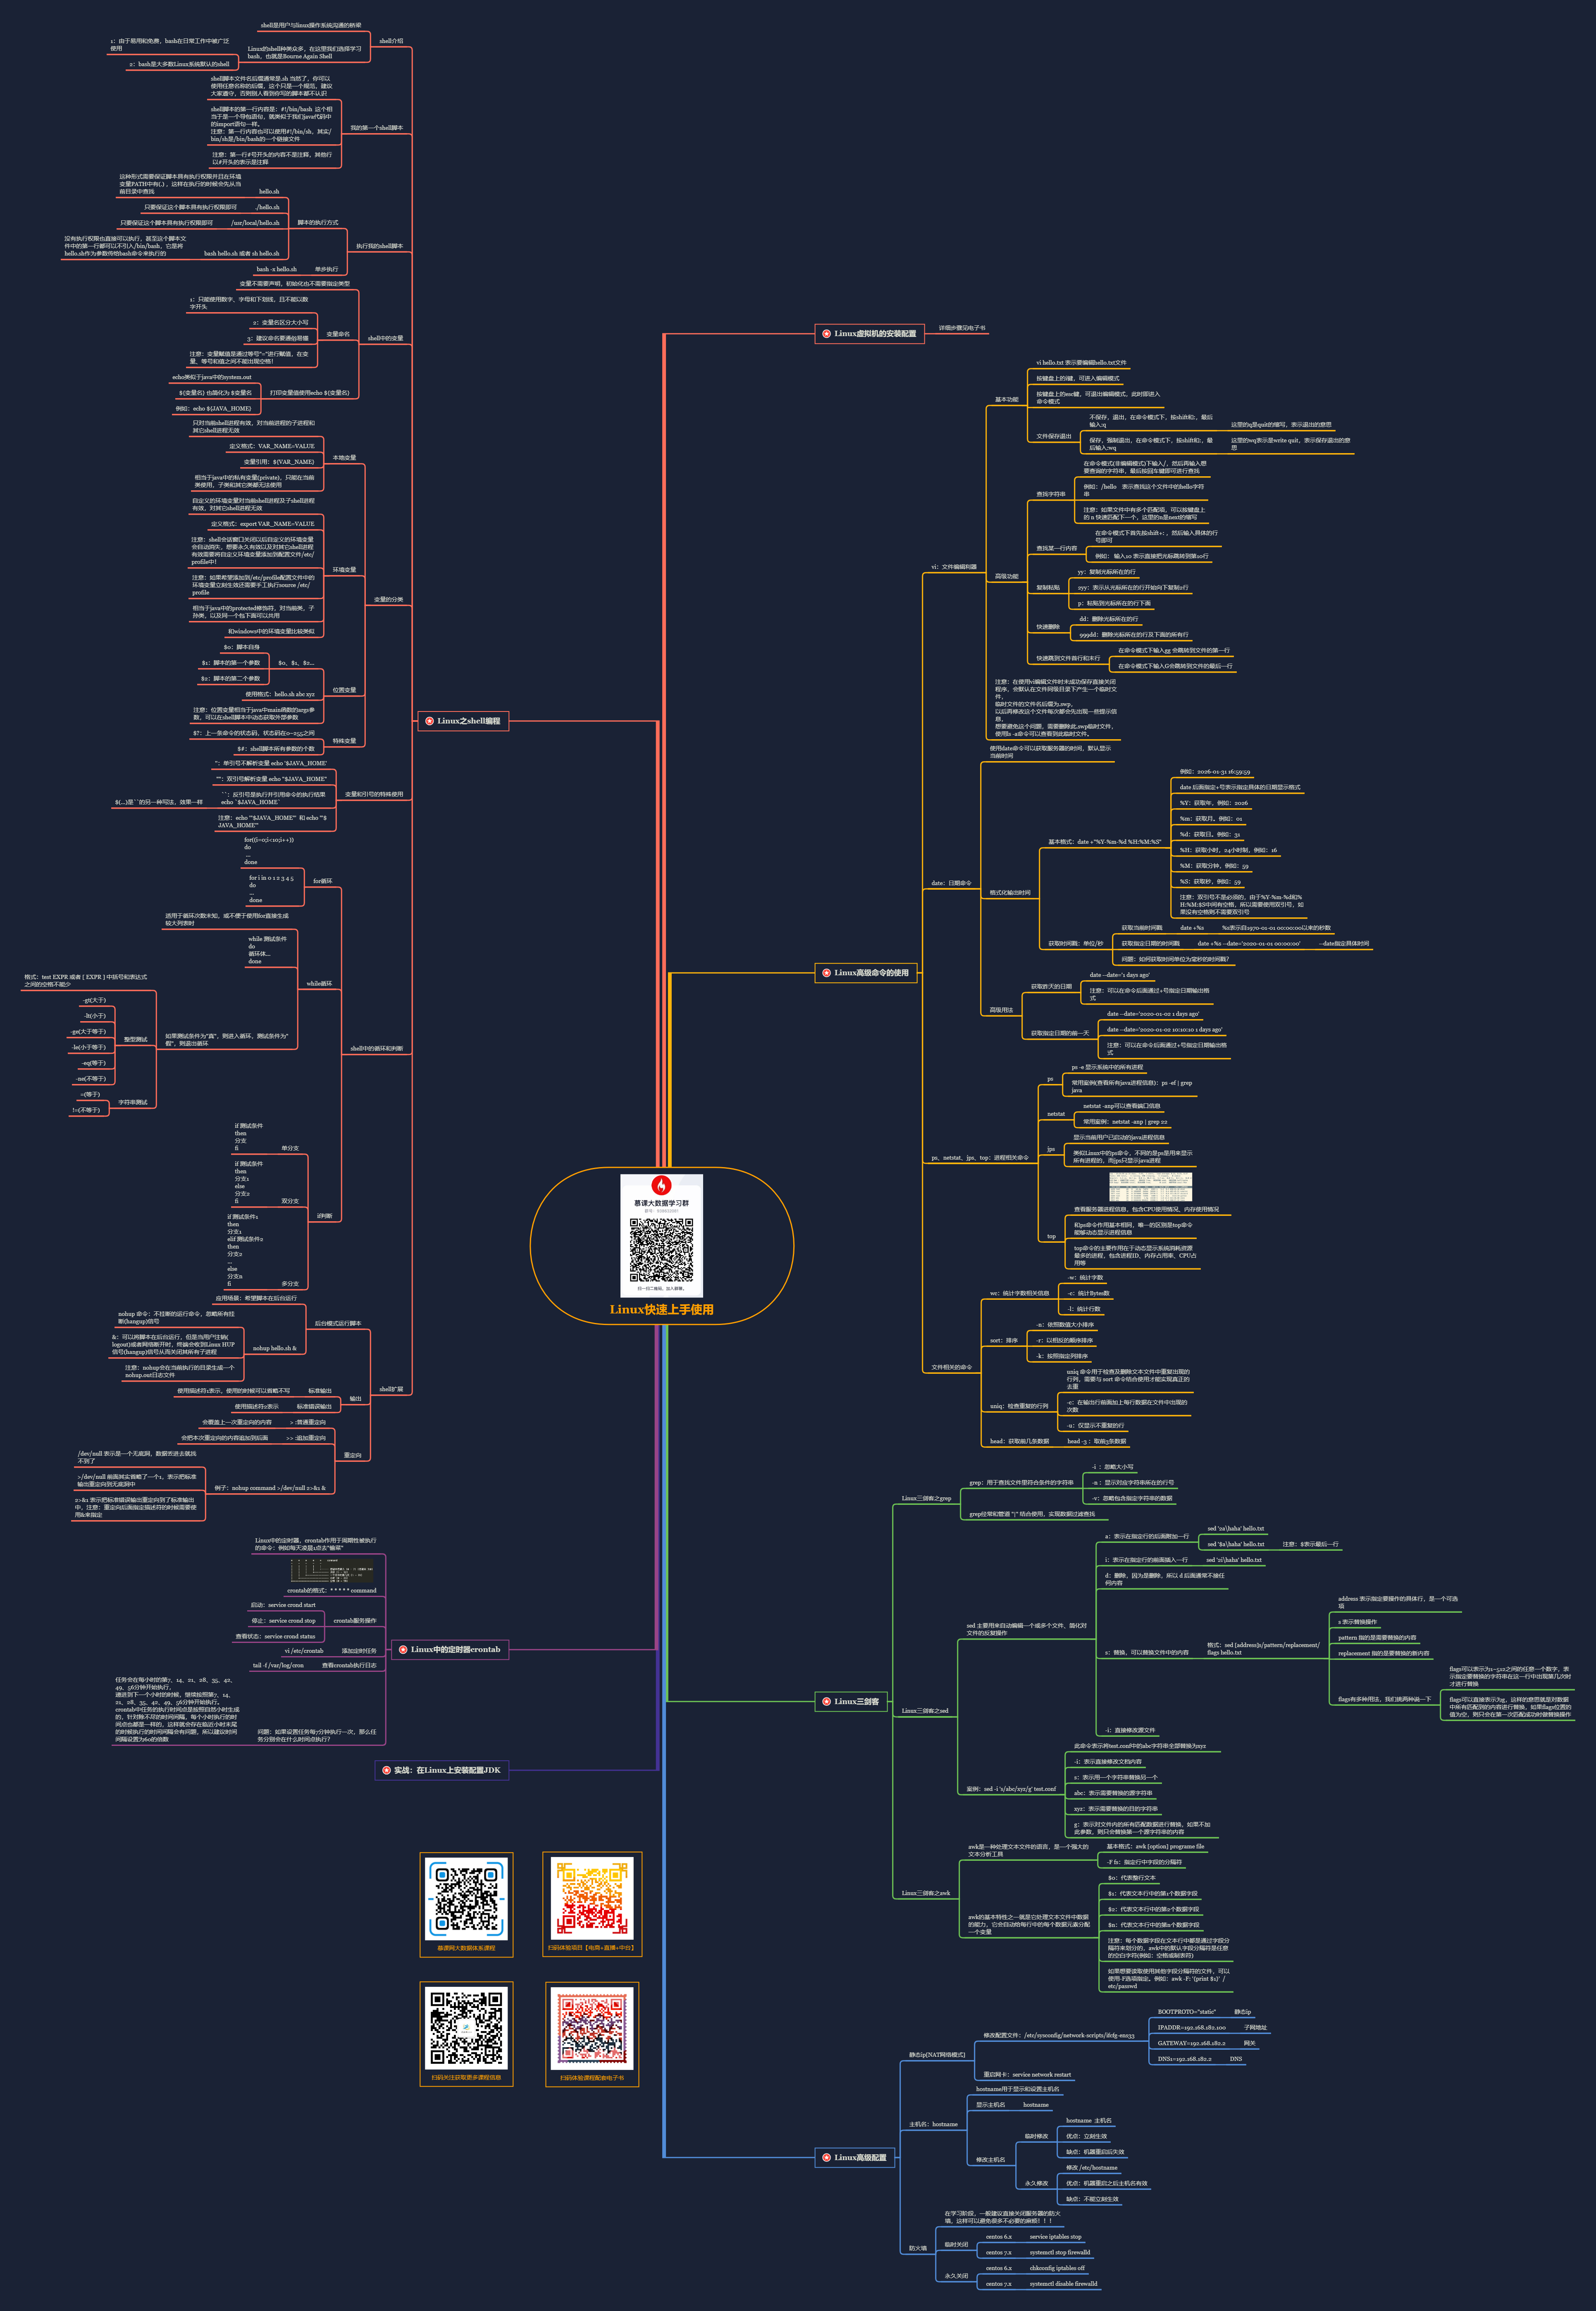 慕课大数据学习群
扫一扫二维码，加入群聊。
Linux快速上手使用
Linux虚拟机的安装配置
详细步骤见电子书
Linux高级命令的使用
vi：文件编辑利器
基本功能
vi hello.txt 表示要编辑hello.txt文件
按键盘上的i键，可进入编辑模式
按键盘上的esc键，可退出编辑模式，此时即进入
命令模式
文件保存退出
不保存，退出，在命令模式下，按shift和:，最后
输入:q
这里的q是quit的缩写，表示退出的意思
保存，强制退出，在命令模式下，按shift和:，最
后输入:wq
这里的wq表示是write quit，表示保存退出的意
思
高级功能
查找字符串
在命令模式(非编辑模式)下输入/，然后再输入想
要查询的字符串，最后按回车键即可进行查找
例如：/hello 表示查找这个文件中的hello字符
串
注意：如果文件中有多个匹配项，可以按键盘上
的 n 快速匹配下一个，这里的n是next的缩写
查找某一行内容
在命令模式下首先按shift+:，然后输入具体的行
号即可
例如： 输入10 表示直接把光标跳转到第10行
复制粘贴
yy：复制光标所在的行
2yy：表示从光标所在的行开始向下复制2行
p：粘贴到光标所在的行下面
快速删除
dd：删除光标所在的行
999dd：删除光标所在的行及下面的所有行
快速跳到文件首行和末行
在命令模式下输入gg 会跳转到文件的第一行
在命令模式下输入G会跳转到文件的最后一行
注意：在使用vi编辑文件时未成功保存直接关闭
程序，会默认在文件同级目录下产生一个临时文
件，
临时文件的文件名后缀为.swp，
以后再修改这个文件每次都会先出现一些提示信
息，
想要避免这个问题，需要删除此.swp临时文件，
使用ls -a命令可以查看到此临时文件。
date：日期命令
使用date命令可以获取服务器的时间，默认显示
当前时间
格式化输出时间
基本格式：date +"%Y-%m-%d %H:%M:%S"
例如：2026-01-31 16:59:59
date 后面指定+号表示指定具体的日期显示格式
%Y：获取年，例如：2026
%m：获取月。例如：01
%d：获取日。例如：31
%H：获取小时，24小时制，例如：16
%M：获取分钟，例如：59
%S：获取秒，例如：59
注意：双引号不是必须的，由于%Y-%m-%d和%
H:%M:$S中间有空格，所以需要使用双引号，如
果没有空格则不需要双引号
获取时间戳：单位/秒
获取当前时间戳
date +%s
%s表示自1970-01-01 00:00:00以来的秒数
获取指定日期的时间戳
date +%s --date='2020-01-01 00:00:00'
--date指定具体时间
问题：如何获取时间单位为毫秒的时间戳?
高级用法
获取昨天的日期
date --date='1 days ago'
注意：可以在命令后面通过+号指定日期输出格
式
获取指定日期的前一天
date --date='2020-01-02 1 days ago'
date --date='2020-01-02 10:10:10 1 days ago'
注意：可以在命令后面通过+号指定日期输出格
式
ps、netstat、jps、top：进程相关命令
ps
ps -e 显示系统中的所有进程
常用案例(查看所有java进程信息)：ps -ef | grep
java
netstat
netstat -anp可以查看端口信息
常用案例：netstat -anp | grep 22
jps
显示当前用户已启动的java进程信息
类似Linux中的ps命令，不同的是ps是用来显示
所有进程的，而jps只显示java进程
top
查看服务器进程信息，包含CPU使用情况、内存使用情况
和ps命令作用基本相同，唯一的区别是top命令
能够动态显示进程信息
top命令的主要作用在于动态显示系统消耗资源
最多的进程，包含进程ID、内存占用率、CPU占
用等
文件相关的命令
wc：统计字数相关信息
-w：统计字数
-c：统计Bytes数
-l：统计行数
sort：排序
-n：依照数值大小排序
-r：以相反的顺序排序
-k：按照指定列排序
uniq：检查重复的行列
uniq 命令用于检查及删除文本文件中重复出现的
行列，需要与 sort 命令结合使用才能实现真正的
去重
-c：在输出行前面加上每行数据在文件中出现的
次数
-u：仅显示不重复的行
head：获取前几条数据
head -3 ：取前3条数据
Linux三剑客
Linux三剑客之grep
grep：用于查找文件里符合条件的字符串
-i ：忽略大小写
-n ：显示对应字符串所在的行号
-v：忽略包含指定字符串的数据
grep经常和管道 "|" 结合使用，实现数据过滤查找
Linux三剑客之sed
sed 主要用来自动编辑一个或多个文件、简化对
文件的反复操作
a：表示在指定行的后面附加一行
sed '2a\haha' hello.txt
sed '$a\haha' hello.txt
注意：$表示最后一行
i：表示在指定行的前面插入一行
sed '2i\haha' hello.txt
d：删除，因为是删除，所以 d 后面通常不接任
何内容
s：替换，可以替换文件中的内容
格式：sed [address]s/pattern/replacement/
flags hello.txt
address 表示指定要操作的具体行，是一个可选
项
s 表示替换操作
pattern 指的是需要替换的内容
replacement 指的是要替换的新内容
flags有多种用法，我们挑两种说一下
flags可以表示为1~512之间的任意一个数字，表
示指定要替换的字符串在这一行中出现第几次时
才进行替换
flags可以直接表示为g，这样的意思就是对数据
中所有匹配到的内容进行替换，如果flags位置的
值为空，则只会在第一次匹配成功时做替换操作
-i：直接修改源文件
案例：sed -i 's/abc/xyz/g' test.conf
此命令表示将test.conf中的abc字符串全部替换为xyz
-i：表示直接修改文档内容
s：表示用一个字符串替换另一个
abc：表示需要替换的源字符串
xyz：表示需要替换的目的字符串
g：表示对文件内的所有匹配数据进行替换，如果不加
此参数，则只会替换第一个源字符串的内容
Linux三剑客之awk
awk是一种处理文本文件的语言，是一个强大的
文本分析工具
基本格式：awk [option] programe file
-F fs：指定行中字段的分隔符
awk的基本特性之一就是它处理文本文件中数据
的能力，它会自动给每行中的每个数据元素分配
一个变量
$0：代表整行文本
$1：代表文本行中的第1个数据字段
$2：代表文本行中的第2个数据字段
$n：代表文本行中的第n个数据字段
注意：每个数据字段在文本行中都是通过字段分
隔符来划分的，awk中的默认字段分隔符是任意
的空白字符(例如：空格或制表符)
如果想要读取使用其他字段分隔符的文件，可以
使用-F选项指定。例如：awk -F: '{print $1}' /
etc/passwd
Linux高级配置
静态ip[NAT网络模式]
修改配置文件：/etc/sysconfig/network-scripts/ifcfg-ens33
BOOTPROTO="static"
静态ip
IPADDR=192.168.182.100
子网地址
GATEWAY=192.168.182.2
网关
DNS1=192.168.182.2
DNS
重启网卡：service network restart
主机名：hostname
hostname用于显示和设置主机名
显示主机名
hostname
修改主机名
临时修改
hostname 主机名
优点：立刻生效
缺点：机器重启后失效
永久修改
修改 /etc/hostname
优点：机器重启之后主机名有效
缺点：不能立刻生效
防火墙
在学习阶段，一般建议直接关闭服务器的防火
墙，这样可以避免很多不必要的麻烦！！！
临时关闭
centos 6.x
service iptables stop
centos 7.x
systemctl stop firewalld
永久关闭
centos 6.x
chkconfig iptables off
centos 7.x
systemctl disable firewalld
Linux之shell编程
shell介绍
shell是用户与linux操作系统沟通的桥梁
Linux的shell种类众多，在这里我们选择学习
bash，也就是Bourne Again Shell
1：由于易用和免费，bash在日常工作中被广泛
使用
2：bash是大多数Linux系统默认的shell
我的第一个shell脚本
shell脚本文件名后缀通常是.sh 当然了，你可以
使用任意名称的后缀，这个只是一个规范，建议
大家遵守，否则别人看到你写的脚本都不认识
shell脚本的第一行内容是：#!/bin/bash 这个相
当于是一个导包语句，就类似于我们java代码中
的import语句一样。
注意：第一行内容也可以使用#!/bin/sh，其实/
bin/sh是/bin/bash的一个链接文件
注意：第一行#号开头的内容不是注释，其他行
以#开头的表示是注释
执行我的shell脚本
脚本的执行方式
hello.sh
这种形式需要保证脚本具有执行权限并且在环境
变量PATH中有(.) ，这样在执行的时候会先从当
前目录中查找
./hello.sh
只要保证这个脚本具有执行权限即可
/usr/local/hello.sh
只要保证这个脚本具有执行权限即可
bash hello.sh 或者 sh hello.sh
没有执行权限也直接可以执行，甚至这个脚本文
件中的第一行都可以不引入/bin/bash，它是将
hello.sh作为参数传给bash命令来执行的
单步执行
bash -x hello.sh
shell中的变量
变量不需要声明，初始化也不需要指定类型
变量命名
1：只能使用数字，字母和下划线，且不能以数
字开头
2：变量名区分大小写
3：建议命名要通俗易懂
注意：变量赋值是通过等号"="进行赋值，在变
量、等号和值之间不能出现空格！
打印变量值使用echo ${变量名}
echo类似于java中的system.out
${变量名} 也简化为 $变量名
例如：echo ${JAVA_HOME}
变量的分类
本地变量
只对当前shell进程有效，对当前进程的子进程和
其它shell进程无效
定义格式：VAR_NAME=VALUE
变量引用：${VAR_NAME}
相当于java中的私有变量(private)，只能在当前
类使用，子类和其它类都无法使用
环境变量
自定义的环境变量对当前shell进程及子shell进程
有效，对其它shell进程无效
定义格式：export VAR_NAME=VALUE
注意：shell会话窗口关闭以后自定义的环境变量
会自动消失，想要永久有效以及对其它shell进程
有效需要将自定义环境变量添加到配置文件/etc/
profile中！
注意：如果希望添加到/etc/profile配置文件中的
环境变量立刻生效还需要手工执行source /etc/
profile
相当于java中的protected修饰符，对当前类，子
孙类，以及同一个包下面可以共用
和windows中的环境变量比较类似
位置变量
$0、$1、$2...
$0：脚本自身
$1：脚本的第一个参数
$2：脚本的第二个参数
使用格式：hello.sh abc xyz
注意：位置变量相当于java中main函数的args参
数，可以在shell脚本中动态获取外部参数
特殊变量
$?：上一条命令的状态码，状态码在0~255之间
$#：shell脚本所有参数的个数
变量和引号的特殊使用
''：单引号不解析变量 echo '$JAVA_HOME'
""：双引号解析变量 echo "$JAVA_HOME"
``：反引号是执行并引用命令的执行结果
echo `$JAVA_HOME`
$(...)是``的另一种写法，效果一样
注意：echo "'$JAVA_HOME'" 和 echo '"$
JAVA_HOME"'
shell中的循环和判断
for循环
for((i=0;i<10;i++))
do
...
done
for i in 0 1 2 3 4 5
do
...
done
while循环
适用于循环次数未知，或不便于使用for直接生成
较大列表时
while 测试条件
do
循环体...
done
如果测试条件为"真"，则进入循环，测试条件为"
假"，则退出循环
格式：test EXPR 或者 [ EXPR ] 中括号和表达式
之间的空格不能少
整型测试
-gt(大于)
-lt(小于)
-ge(大于等于)
-le(小于等于)
-eq(等于)
-ne(不等于)
字符串测试
=(等于)
!=(不等于)
if判断
if 测试条件
then
分支
fi
单分支
if 测试条件
then
分支1
else
分支2
fi
双分支
if 测试条件1
then
分支1
elif 测试条件2
then
分支2
...
else
分支n
fi
多分支
shell扩展
后台模式运行脚本
应用场景：希望脚本在后台运行
nohup hello.sh &
nohup 命令：不挂断的运行命令，忽略所有挂
断(hangup)信号
&：可以将脚本在后台运行，但是当用户注销(
logout)或者网络断开时，终端会收到Linux HUP
信号(hangup)信号从而关闭其所有子进程
注意：nohup会在当前执行的目录生成一个
nohup.out日志文件
输出
标准输出
使用描述符1表示，使用的时候可以省略不写
标准错误输出
使用描述符2表示
重定向
> :普通重定向
会覆盖上一次重定向的内容
>> :追加重定向
会把本次重定向的内容追加到后面
例子：nohup command >/dev/null 2>&1 &
/dev/null 表示是一个无底洞，数据丢进去就找
不到了
>/dev/null 前面其实省略了一个1，表示把标准
输出重定向到无底洞中
2>&1 表示把标准错误输出重定向到了标准输出
中，注意：重定向后面指定描述符的时候需要使
用&来指定
Linux中的定时器crontab
Linux中的定时器，crontab作用于周期性被执行
的命令：例如每天凌晨1点去"偷菜"
crontab的格式：* * * * * command
crontab服务操作
启动：service crond start
停止：service crond stop
查看状态：service crond status
添加定时任务
vi /etc/crontab
查看crontab执行日志
tail -f /var/log/cron
问题：如果设置任务每7分钟执行一次，那么任
务分别会在什么时间点执行?
任务会在每小时的第7、14、21、28、35、42、
49、56分钟开始执行，
递进到下一个小时的时候，继续按照第7、14、
21、28、35、42、49、56分钟开始执行。
crontab中任务的执行时间点是按照自然小时生成
的，针对除不尽的时间间隔，每个小时执行的时
间点也都是一样的，这样就会存在临近小时末尾
的时候执行的时间间隔会有问题，所以建议时间
间隔设置为60的倍数
实战：在Linux上安装配置JDK
慕课网大数据体系课程
扫码体验项目【电商+直播+中台】
扫码关注获取更多课程信息
扫码体验课程配套电子书